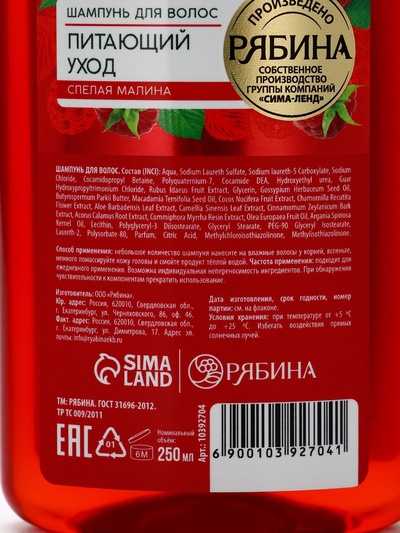 ШАМПУНЬ ДЛЯ ВОЛОС
ПИТАЮЩИЙ
УХОД
СПЕЛАЯ МАЛИНА
ПРОИЗВЕДЕНО
РЯБИНА
СОБСТВЕННОЕ
ПРОИЗВОДСТВО
ГРУППЫ КОМПАНИЙ
«СИМА-ЛЕНД»
ШАМПУНЬ ДЛЯ ВОЛОС. Состав (INCI): Aqua, Sodium Laureth Sulfate, Sodium laureth-5 Carboxylate, Sodium
Chloride, Cocamidopropyl Betaine, Polyquaternium-7, Cocamide DEA, Hydroxyethyl urea, Guar
Hydroxypropyltrimonium Chloride, Rubus Idaeus Fruit Extract, Glycerin, Gossypium Herbaceum Seed Oil,
Butyrospermum Parkii Butter, Macadamia Ternifolia Seed Oil, Cocos Nucifera Fruit Extract, Chamomilla Recutita
Flower Extract, Aloe Barbadensis Leaf Extract, Camellia Sinensis Leaf Extract, Cinnamomum Zeylanicum Bark
Extract, Acorus Calamus Root Extract, Commiphora Myrrha Resin Extract, Olea Europaea Fruit Oil, Argania Spinosa
Kernel Oil, Lecithin, Polyglyceryl-3 Diisostearate, Glyceryl Stearate, PEG-90 Glyceryl Isostearate,
Laureth-2, Polysorbate-80, Parfum, Citric Acid, Methylchloroisothiazolinone, Methylisothiazolinone.
Способ применения: небольшое количество шампуня нанесите на влажные волосы у корней, вспеньте,
немного помассируйте кожу головы и смойте продукт тёплой водой. Частота применения: подходит для
ежедневного применения. Возможна индивидуальная непереносимость ингредиентов. При обнаружении
чувствительности к компонентам прекратить использование.
Изготовитель: ООО «Рябина».
Юр. адрес: Россия, 620010, Свердловская обл.,
г. Екатеринбург, ул. Черняховского, 86, оф. 46.
Факт. адрес: Россия, 620010, Свердловская обл.,
г. Екатеринбург, ул. Димитрова, 57.
Эл. почта: info@ryabinaekb.ru
Дата изготовления, срок годности, номер
партии: см. на флаконе.
Условия хранения: при температуре от +5 °С
до +25 °С. Избегать воздействия прямых
солнечных лучей.
SIMA
LAND
РЯБИНА
ТМ: РЯБИНА. ГОСТ 31696-2012.
ТР ТС 009/2011
EAC
01
6M
Номинальный
объём:
250 мл
Арт.: 10392704
6 900103 927041